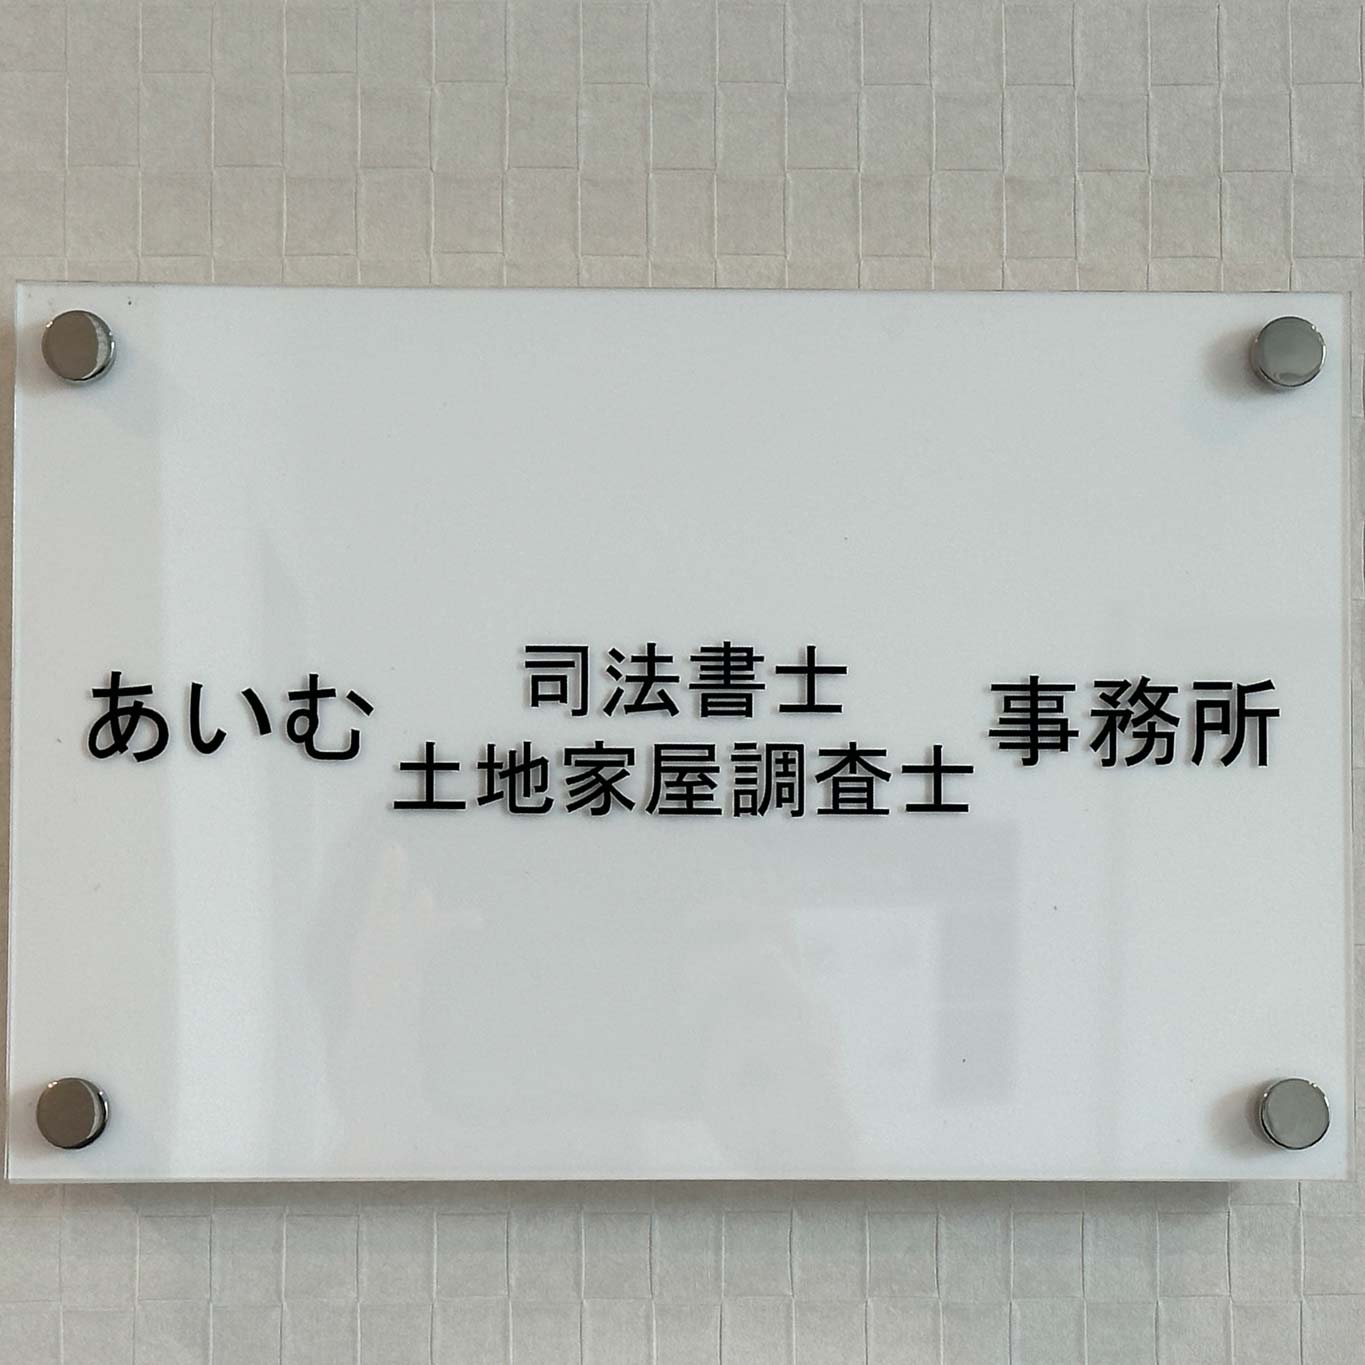 あいむ
司法書士
土地家屋調査士
事務所